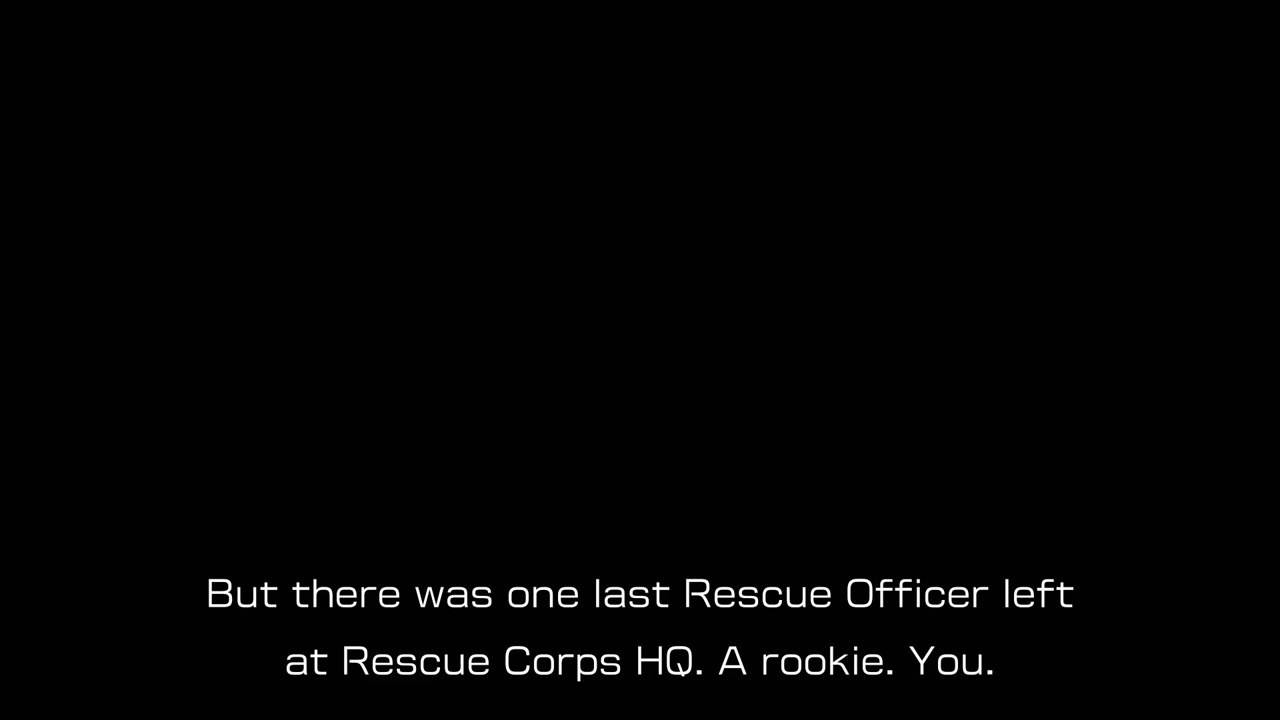 But there was one last Rescue Officer left
at Rescue Corps HQ. A rookie. You.